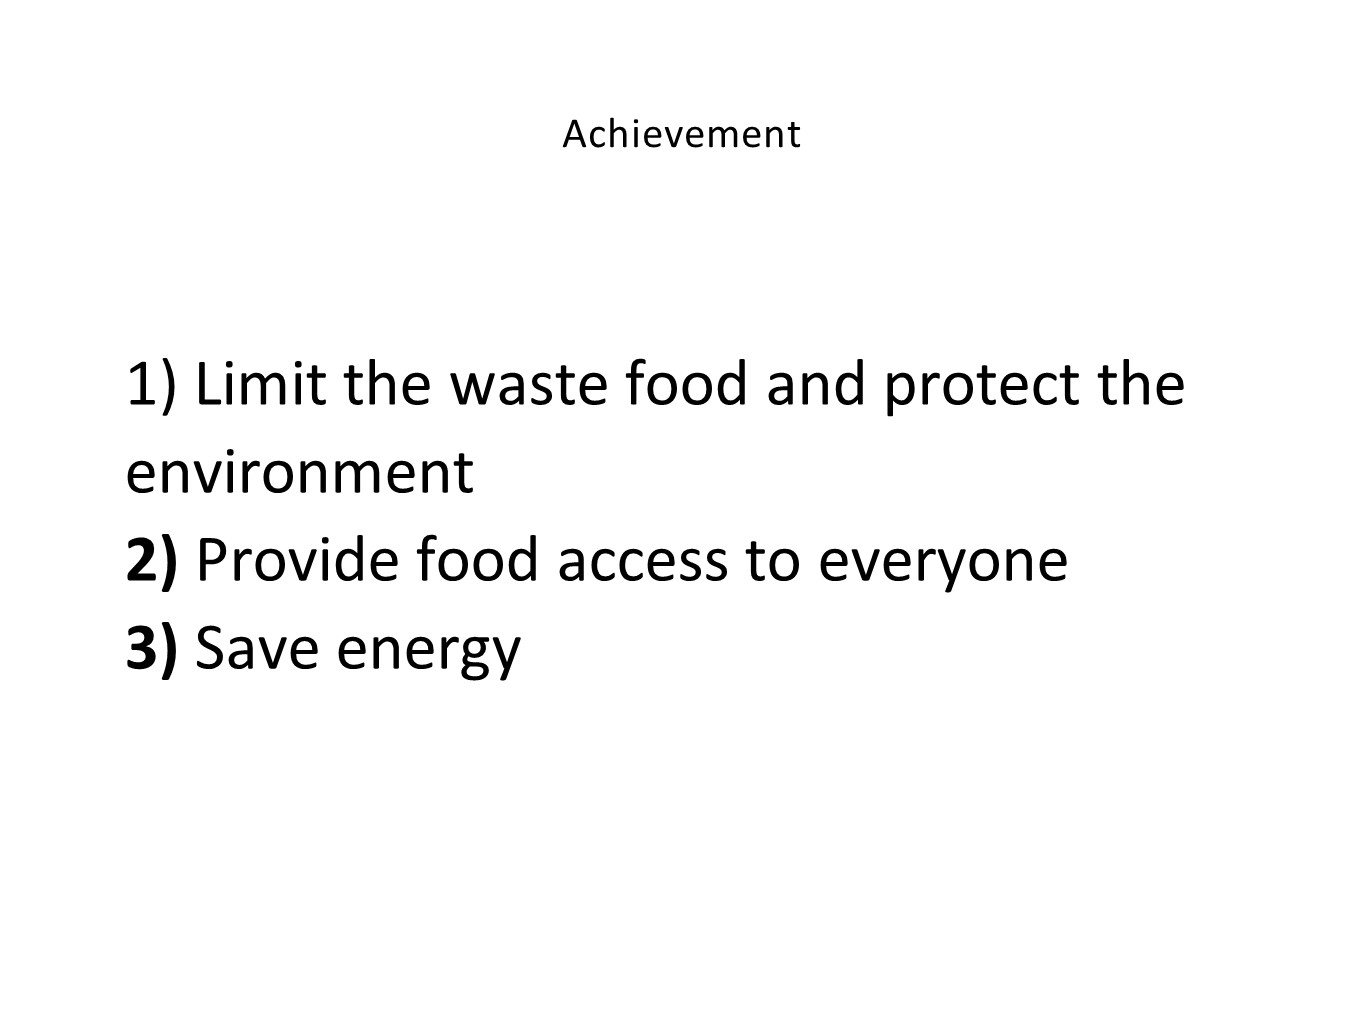 Achievement
1) Limit the waste food and protect the
environment
2) Provide food access to everyone
3) Save energy